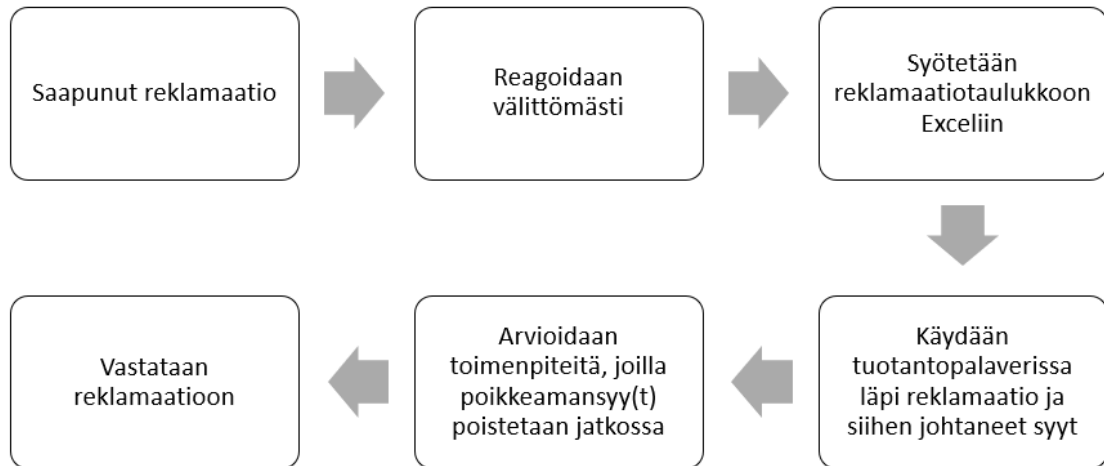 Saapunut reklamaatio
Reagoidaan
välittömästi
Syötetään
reklamaatiotaulukkoon
Exceliin
Käydään
tuotantopalaverissa
läpi reklamaatio ja
siihen johtaneet syyt
Arvioidaan
toimenpiteitä, joilla
poikkeamansyy(t)
poistetaan jatkossa
Vastataan
reklamaatioon